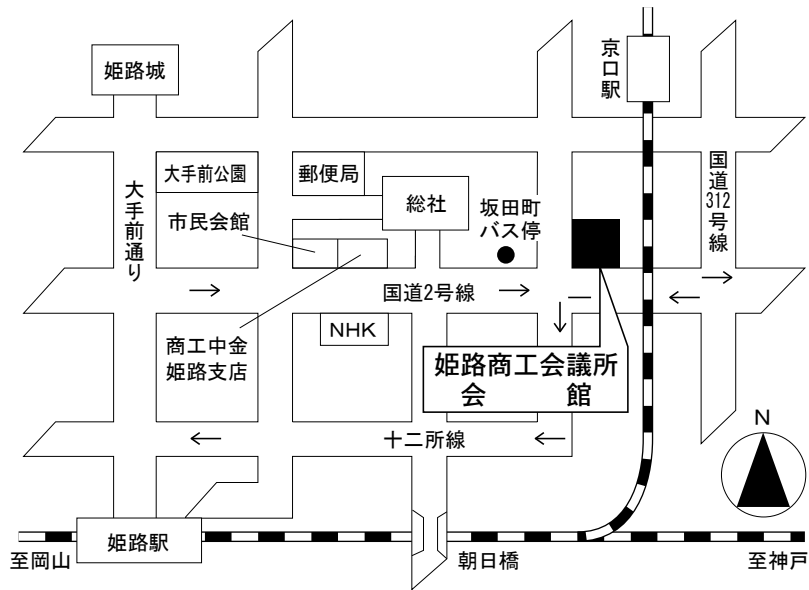 姫路城
京口駅
大手前公園
郵便局
総社
坂田町
バス停
国道312号線
大手前通り
市民会館
国道2号線
商工中金
姫路支店
NHK
姫路商工会議所
会　　館
十二所線
N
姫路駅
至岡山
朝日橋
至神戸